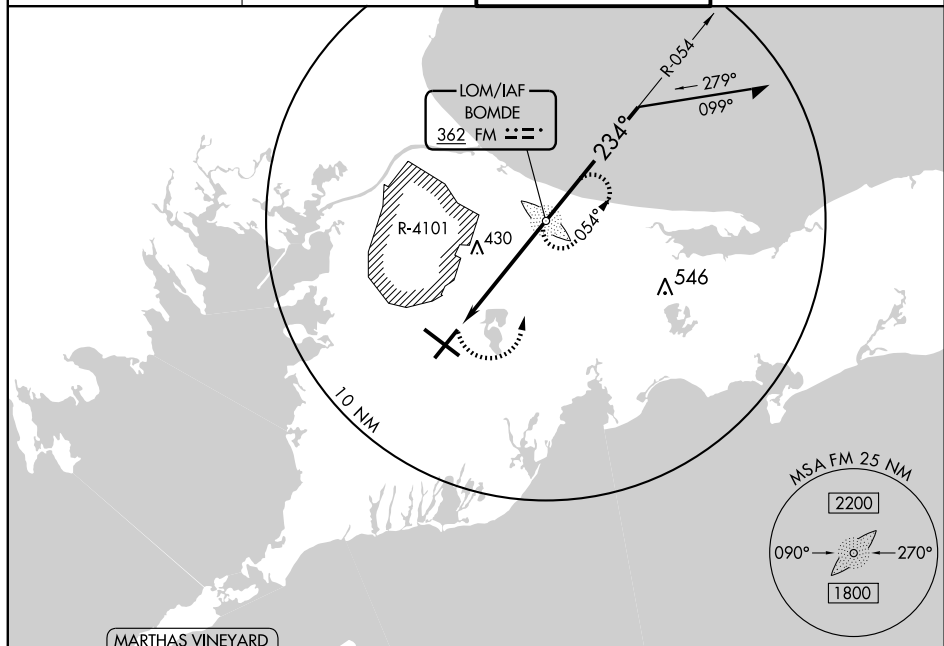 R-054
279°
099°
LOM/IAF
BOMDE
362 FM
234°
R-4101
430
054°
546
10 NM
MSA FM 25 NM
2200
090°
270°
1800
MARTHAS VINEYARD